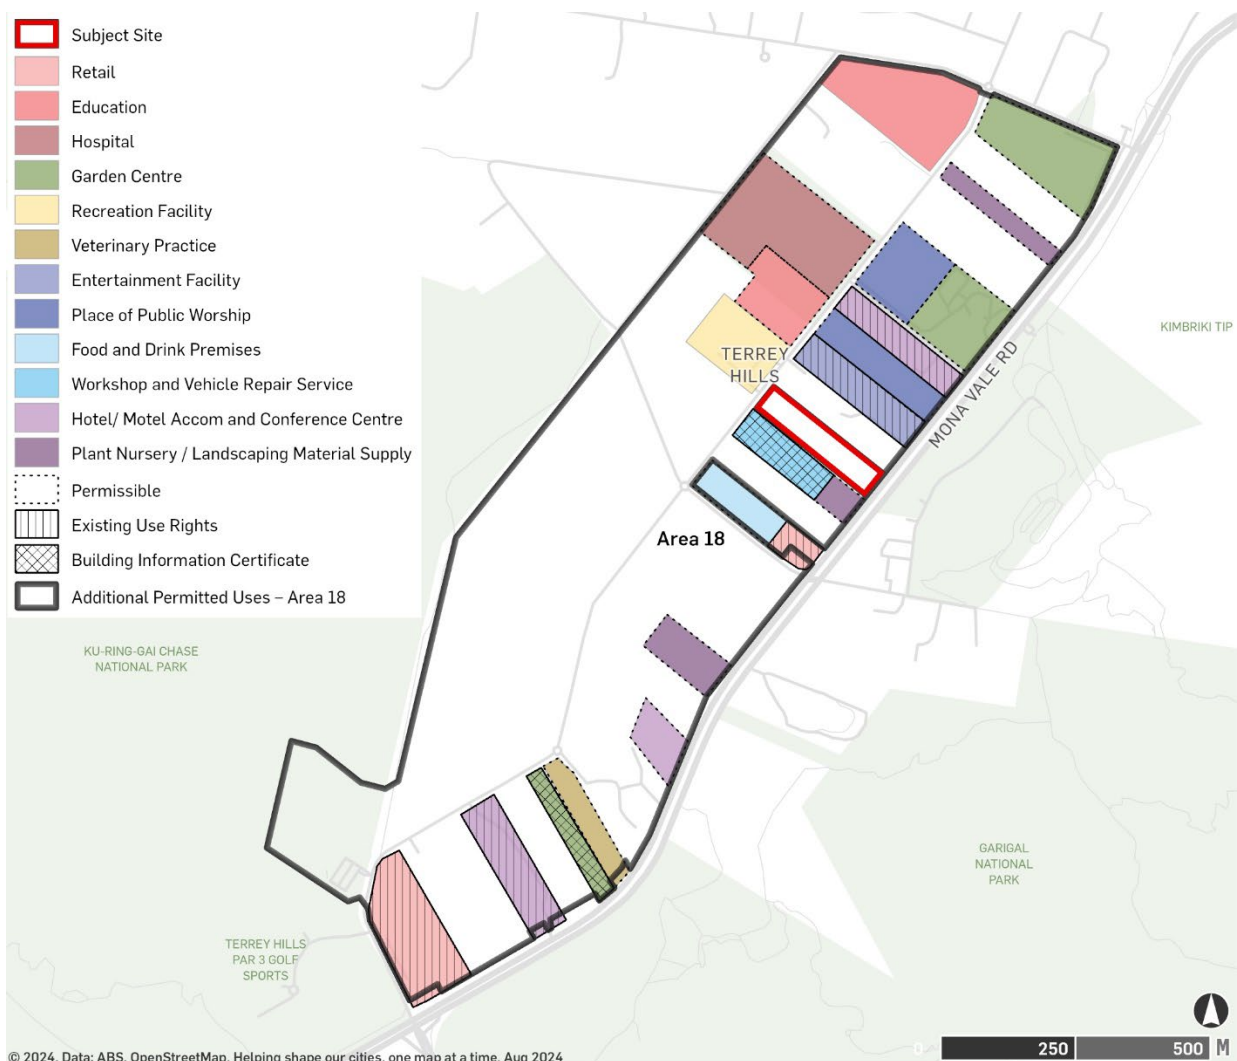 Subject Site
Retail
Education
Hospital
Garden Centre
Recreation Facility
Veterinary Practice
Entertainment Facility
Place of Public Worship
Food and Drink Premises
Workshop and Vehicle Repair Service
Hotel/ Motel Accom and Conference Centre
Plant Nursery / Landscaping Material Supply
Permissible
Existing Use Rights
Building Information Certificate
Additional Permitted Uses – Area 18
KIMBRIKI TIP
TERREY
HILLS
MONA VALE RD
Area 18
KU-RING-GAI CHASE
NATIONAL PARK
GARIGAL
NATIONAL
PARK
TERREY HILLS
PAR 3 GOLF
SPORTS
0 250 500 M
© 2024. Data: ABS, OpenStreetMap, Helping shape our cities, one map at a time. Aug 2024